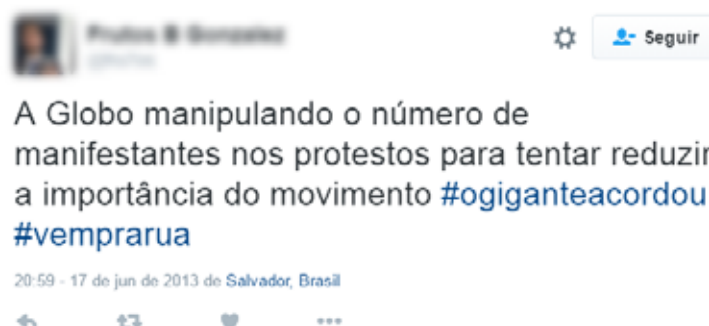 Seguir
A Globo manipulando o número de
manifestantes nos protestos para tentar reduzir
a importância do movimento #ogiganteacordou
#vemprarua
20:59 - 17 de jun de 2013 de Salvador, Brasil